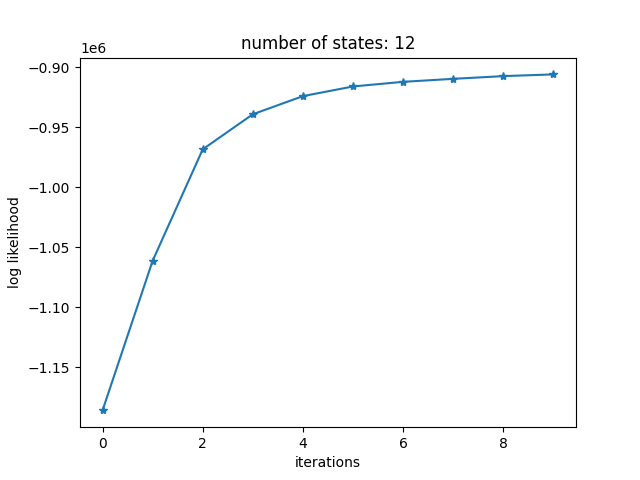 number of states: 12
1e6
−0.90
−0.95
−1.00
−1.05
−1.10
−1.15
log likelihood
0 2 4 6 8
iterations